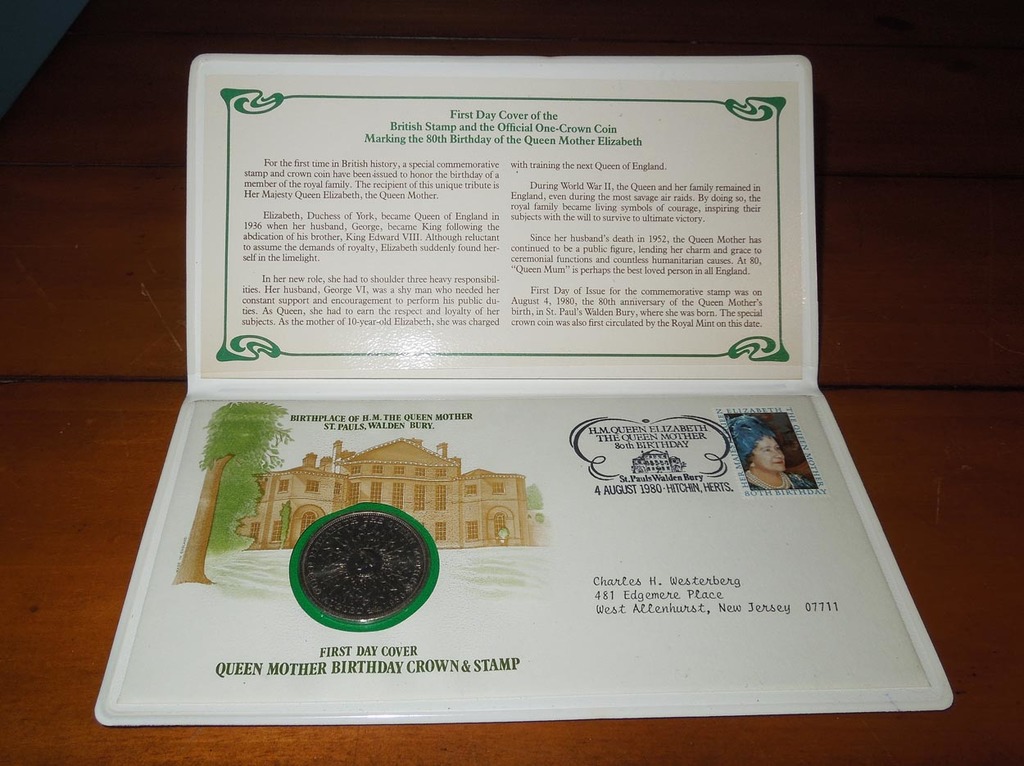 First Day Cover of the
British Stamp and the Official One-Crown Coin
Marking the 80th Birthday of the Queen Mother Elizabeth
For the first time in British history, a special commemorative
stamp and crown coin have been issued to honor the birthday of a
member of the royal family. The recipient of this unique tribute is
Her Majesty Queen Elizabeth, the Queen Mother.
Elizabeth, Duchess of York, became Queen of England in
1936 when her husband, George, became King following the
abdication of his brother, King Edward VIII. Although reluctant
to assume the demands of royalty, Elizabeth suddenly found her-
self in the limelight.
In her new role, she had to shoulder three heavy responsibil-
ities. Her husband, George VI, was a shy man who needed her
constant support and encouragement to perform his public du-
ties. As Queen, she had to earn the respect and loyalty of her
subjects. As the mother of 10-year-old Elizabeth, she was charged
with training the next Queen of England.
During World War II, the Queen and her family remained in
England, even during the most savage air raids. By doing so, the
royal family became living symbols of courage, inspiring their
subjects with the will to survive to ultimate victory.
Since her husband's death in 1952, the Queen Mother has
continued to be a public figure, lending her charm and grace to
ceremonial functions and countless humanitarian causes. At 80,
"Queen Mum" is perhaps the best loved person in all England.
First Day of Issue for the commemorative stamp was on
August 4, 1980, the 80th anniversary of the Queen Mother's
birth, in St. Paul's Walden Bury, where she was born. The special
crown coin was also first circulated by the Royal Mint on this date.
BIRTHPLACE OF H.M. THE QUEEN MOTHER
ST. PAULS, WALDEN BURY.
H.M. QUEEN ELIZABETH
THE QUEEN MOTHER
80th BIRTHDAY
St. Pauls Walden Bury
4 AUGUST 1980·HITCHIN, HERTS.
HER MAJESTY QUEEN ELIZABETH THE QUEEN MOTHER
80TH BIRTHDAY
Charles H. Westerberg
481 Edgemere Place
West Allenhurst, New Jersey 07711
FIRST DAY COVER
QUEEN MOTHER BIRTHDAY CROWN & STAMP